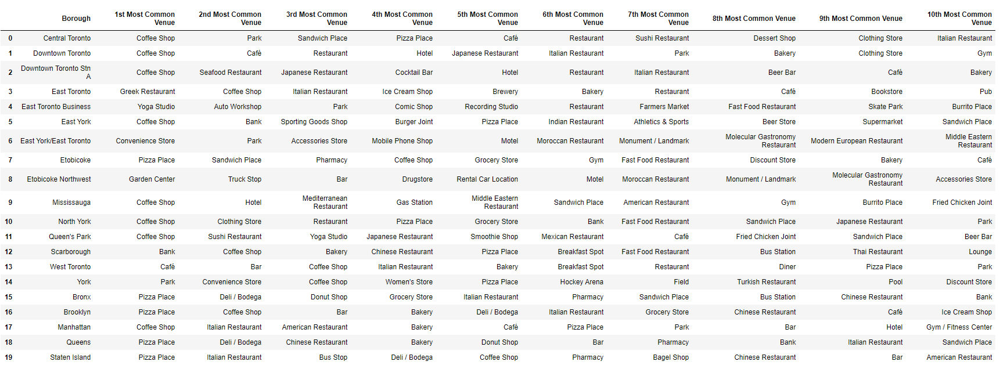 Borough 1st Most Common Venue 2nd Most Common Venue 3rd Most Common Venue 4th Most Common Venue 5th Most Common Venue 6th Most Common Venue 7th Most Common Venue 8th Most Common Venue 9th Most Common Venue 10th Most Common Venue
0 Central Toronto Coffee Shop Park Sandwich Place Pizza Place Café Restaurant Sushi Restaurant Dessert Shop Clothing Store Italian Restaurant
1 Downtown Toronto Coffee Shop Café Restaurant Hotel Japanese Restaurant Italian Restaurant Park Bakery Clothing Store Gym
2 Downtown Toronto Stn A Coffee Shop Seafood Restaurant Japanese Restaurant Cocktail Bar Hotel Restaurant Italian Restaurant Beer Bar Café Bakery
3 East Toronto Greek Restaurant Coffee Shop Italian Restaurant Ice Cream Shop Brewery Bakery Restaurant Café Bookstore Pub
4 East Toronto Business Yoga Studio Auto Workshop Park Comic Shop Recording Studio Restaurant Farmers Market Fast Food Restaurant Skate Park Burrito Place
5 East York Coffee Shop Bank Sporting Goods Shop Burger Joint Pizza Place Indian Restaurant Athletics & Sports Beer Store Supermarket Sandwich Place
6 East York/East Toronto Convenience Store Park Accessories Store Mobile Phone Shop Motel Moroccan Restaurant Monument / Landmark Molecular Gastronomy Restaurant Modern European Restaurant Middle Eastern Restaurant
7 Etobicoke Pizza Place Sandwich Place Pharmacy Coffee Shop Grocery Store Gym Fast Food Restaurant Discount Store Bakery Café
8 Etobicoke Northwest Garden Center Truck Stop Bar Drugstore Rental Car Location Motel Moroccan Restaurant Monument / Landmark Molecular Gastronomy Restaurant Accessories Store
9 Mississauga Coffee Shop Hotel Mediterranean Restaurant Gas Station Middle Eastern Restaurant Sandwich Place American Restaurant Gym Burrito Place Fried Chicken Joint
10 North York Coffee Shop Clothing Store Restaurant Pizza Place Grocery Store Bank Fast Food Restaurant Sandwich Place Japanese Restaurant Park
11 Queen's Park Coffee Shop Sushi Restaurant Yoga Studio Japanese Restaurant Smoothie Shop Mexican Restaurant Café Fried Chicken Joint Sandwich Place Beer Bar
12 Scarborough Bank Coffee Shop Bakery Chinese Restaurant Pizza Place Breakfast Spot Fast Food Restaurant Bus Station Thai Restaurant Lounge
13 West Toronto Café Bar Coffee Shop Italian Restaurant Bakery Breakfast Spot Restaurant Diner Pizza Place Park
14 York Park Convenience Store Coffee Shop Women's Store Pizza Place Hockey Arena Field Turkish Restaurant Pool Discount Store
15 Bronx Pizza Place Deli / Bodega Donut Shop Grocery Store Italian Restaurant Pharmacy Sandwich Place Bus Station Chinese Restaurant Bank
16 Brooklyn Pizza Place Coffee Shop Bar Bakery Deli / Bodega Italian Restaurant Grocery Store Chinese Restaurant Café Ice Cream Shop
17 Manhattan Coffee Shop Italian Restaurant American Restaurant Bakery Café Pizza Place Park Bar Hotel Gym / Fitness Center
18 Queens Pizza Place Deli / Bodega Chinese Restaurant Bakery Donut Shop Bar Pharmacy Bank Italian Restaurant Sandwich Place
19 Staten Island Pizza Place Italian Restaurant Bus Stop Deli / Bodega Coffee Shop Pharmacy Bagel Shop Chinese Restaurant Bar American Restaurant